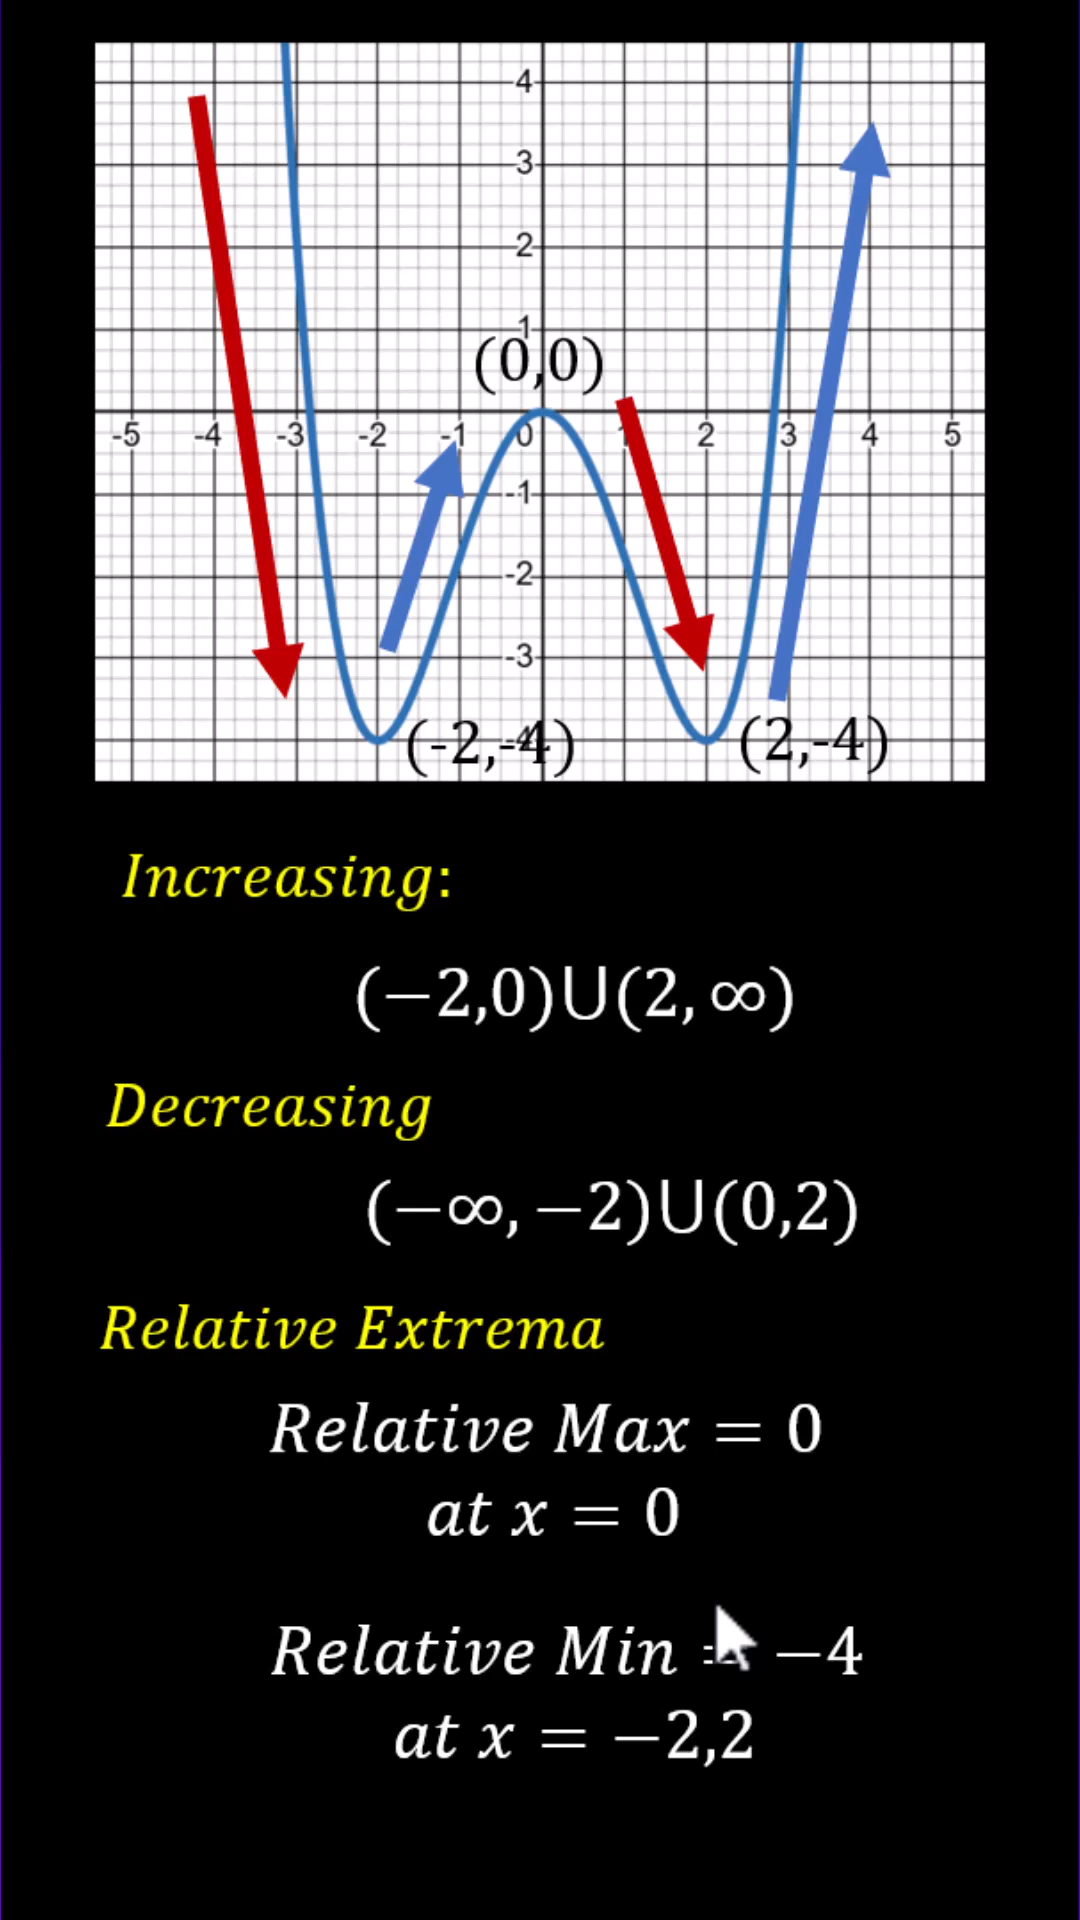 4
3
2
1
(0,0)
-5 -4 -3 -2 -1 0 1 2 3 4 5
-1
-2
-3
-4
(-2,-4)
(2,-4)
Increasing:
(−2,0)⋃(2,∞)
Decreasing
(−∞,−2)⋃(0,2)
Relative Extrema
Relative Max = 0
at x = 0
Relative Min = −4
at x = −2,2